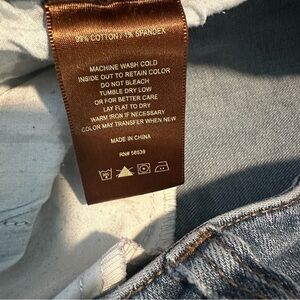 99% COTTON / 1% SPANDEX
MACHINE WASH COLD
INSIDE OUT TO RETAIN COLOR
DO NOT BLEACH
TUMBLE DRY LOW
OR FOR BETTER CARE
LAY FLAT TO DRY
WARM IRON IF NECESSARY
COLOR MAY TRANSFER WHEN NEW
MADE IN CHINA
RN# 58939